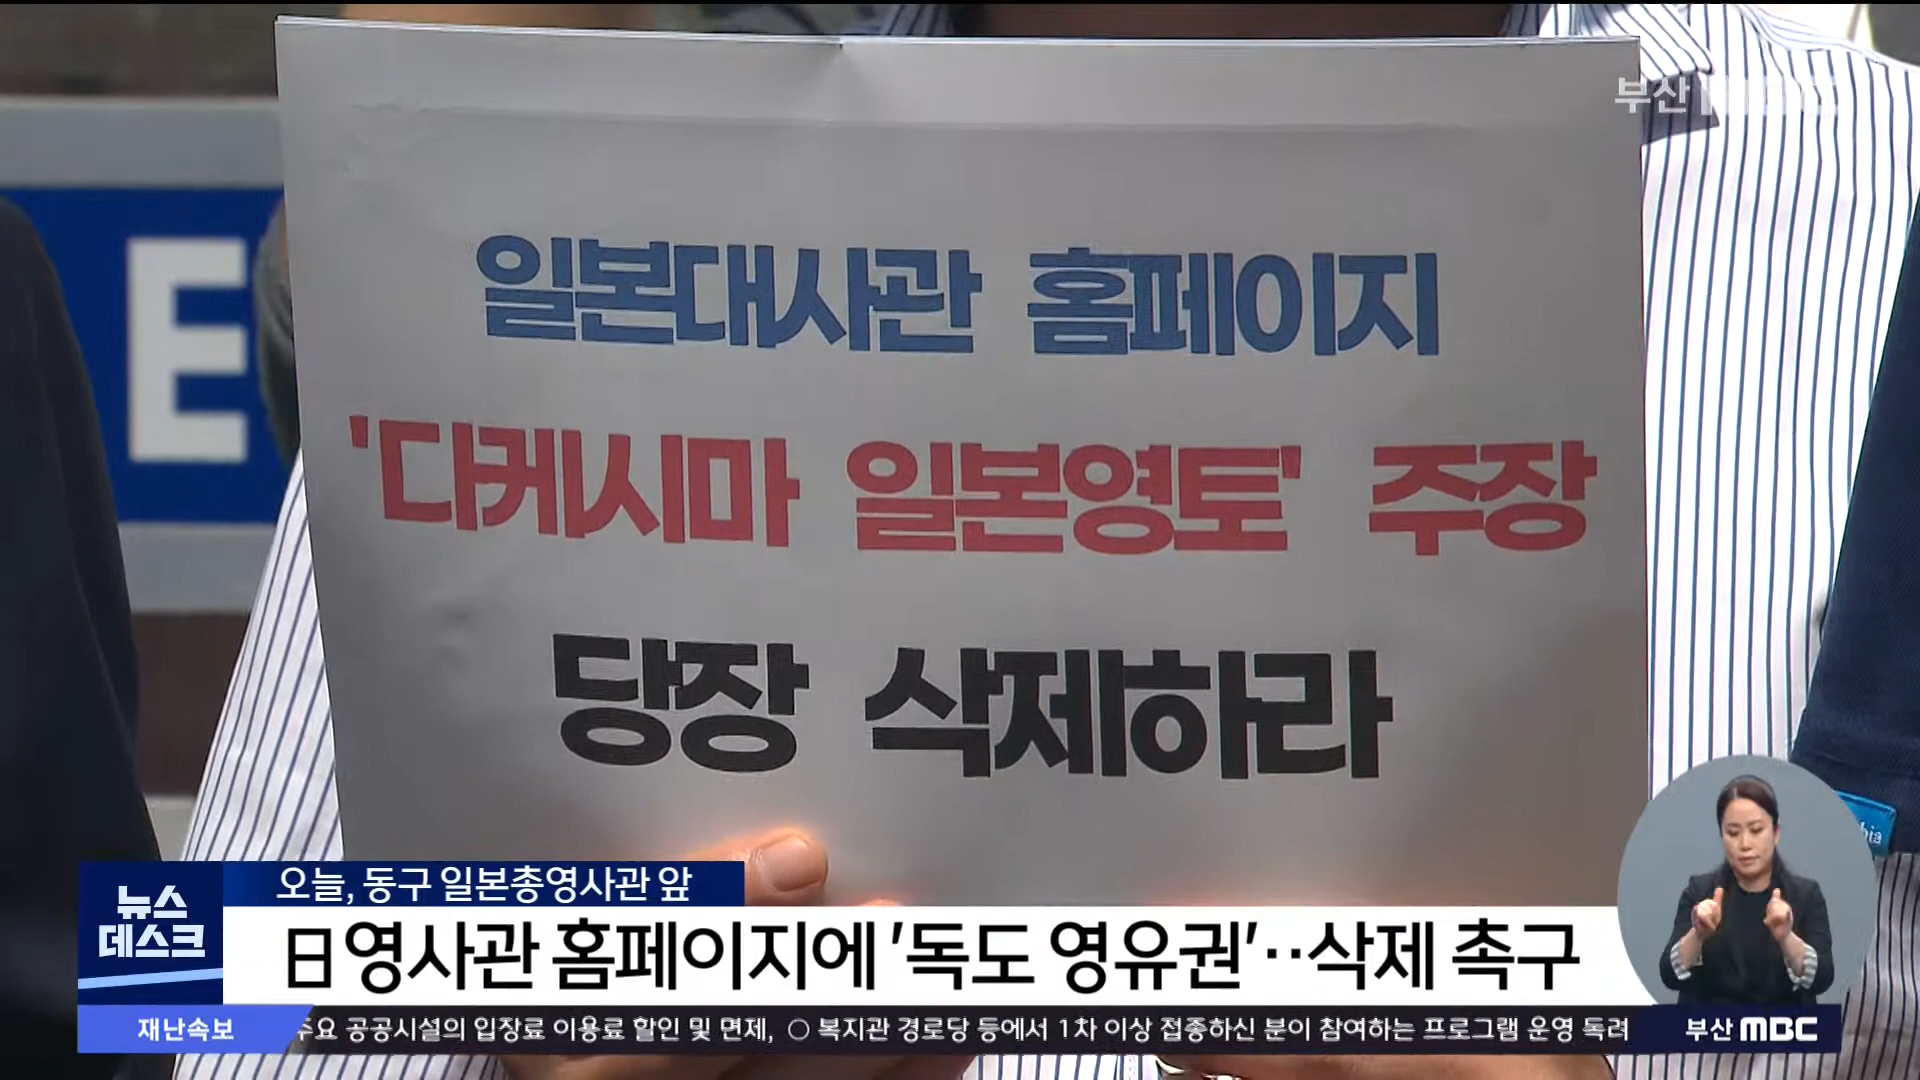 부산MBC
E
일본대사관 홈페이지
'다케시마 일본영토' 주장
당장 삭제하라
bia
오늘, 동구 일본총영사관 앞
뉴스
데스크
日영사관 홈페이지에 '독도 영유권'‥삭제 촉구
재난속보
주요 공공시설의 입장료 이용료 할인 및 면제, ○ 복지관 경로당 등에서 1차 이상 접종하신 분이 참여하는 프로그램 운영 독려
부산 MBC